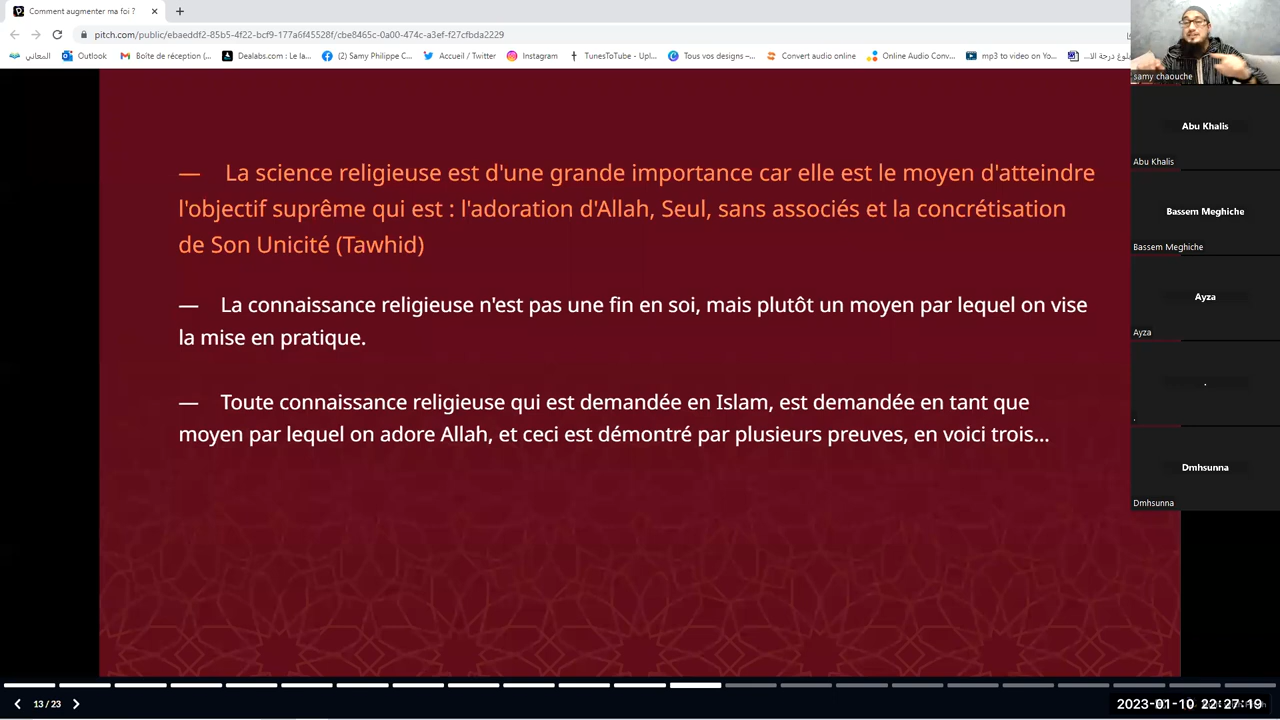 Comment augmenter ma foi ?
pitch.com/public/ebaeddf2-85b5-4f22-bcf9-177a6f45528f/cbe8465c-0a00-474c-a3ef-f27cfbda2229
المعاني Outlook Boîte de réception (... Dealabs.com : Le la... (2) Samy Philippe C... Accueil / Twitter Instagram TunesToTube - Upl... Tous vos designs –... Convert audio online Online Audio Conv... mp3 to video on Yo...
— La science religieuse est d'une grande importance car elle est le moyen d'atteindre
l'objectif suprême qui est : l'adoration d'Allah, Seul, sans associés et la concrétisation
de Son Unicité (Tawhid)
— La connaissance religieuse n'est pas une fin en soi, mais plutôt un moyen par lequel on vise
la mise en pratique.
— Toute connaissance religieuse qui est demandée en Islam, est demandée en tant que
moyen par lequel on adore Allah, et ceci est démontré par plusieurs preuves, en voici trois...
samy chaouche
Abu Khalis
Abu Khalis
Bassem Meghiche
Bassem Meghiche
Ayza
Ayza
.
.
Dmhsunna
Dmhsunna
13 / 23
2023-01-10 22:27:19